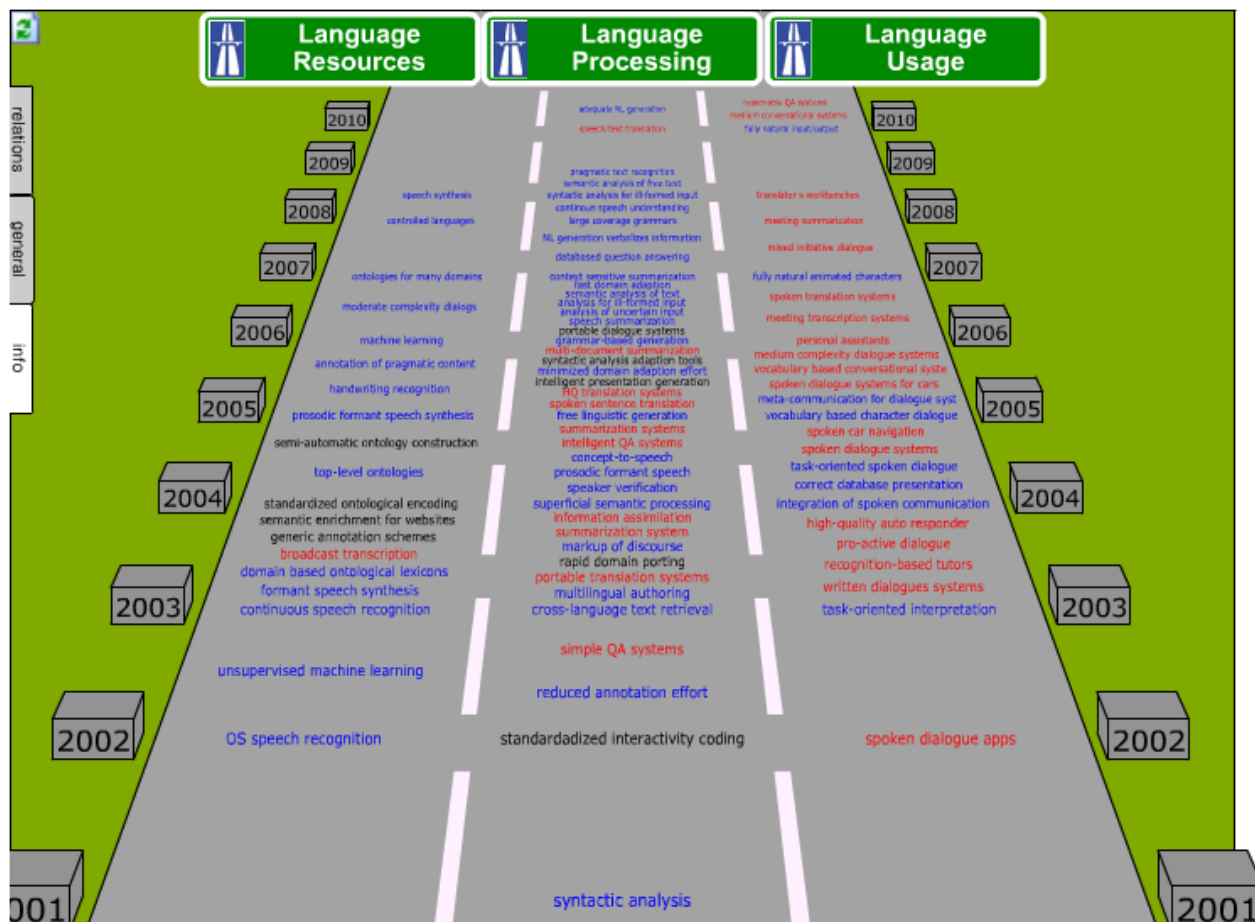 Language
Resources
Language
Processing
Language
Usage
relations
general
info
2010
2009
2008
2007
2006
2005
2004
2003
2002
001
speech synthesis
controlled languages
ontologies for many domains
moderate complexity dialogs
machine learning
annotation of pragmatic content
handwriting recognition
prosodic formant speech synthesis
semi-automatic ontology construction
top-level ontologies
standardized ontological encoding
semantic enrichment for websites
generic annotation schemes
broadcast transcription
domain based ontological lexicons
formant speech synthesis
continuous speech recognition
unsupervised machine learning
OS speech recognition
adequate NL generation
speech/text translation
pragmatic text recognition
semantic analysis of free text
syntactic analysis for ill-formed input
continous speech understanding
large coverage grammars
NL generation verbalizes information
databased question answering
context sensitive summarization
fast domain adaption
semantic analysis of text
analysis for ill-formed input
analysis of uncertain input
speech summarization
portable dialogue systems
grammar-based generation
multi-document summarization
syntactic analysis adaption tools
minimized domain adaption effort
intelligent presentation generation
HQ translation systems
spoken sentence translation
free linguistic generation
summarization systems
intelligent QA systems
concept-to-speech
prosodic formant speech
speaker verification
superficial semantic processing
information assimilation
summarization system
markup of discourse
rapid domain porting
portable translation systems
multilingual authoring
cross-language text retrieval
simple QA systems
reduced annotation effort
standardadized interactivity coding
syntactic analysis
reasonable QA systems
medium conversational systems
fully natural input/output
translator s workbenches
meeting summarization
mixed initiative dialogue
fully natural animated characters
spoken translation systems
meeting transcription systems
personal assistants
medium complexity dialogue systems
vocabulary based conversational syste
spoken dialogue systems for cars
meta-communication for dialogue syst
vocabulary based character dialogue
spoken car navigation
spoken dialogue systems
task-oriented spoken dialogue
correct database presentation
integration of spoken communication
high-quality auto responder
pro-active dialogue
recognition-based tutors
written dialogues systems
task-oriented interpretation
spoken dialogue apps
2010
2009
2008
2007
2006
2005
2004
2003
2002
2001